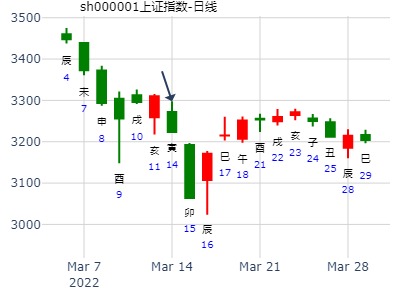 sh000001上证指数-日线
3500
3400
3300
3200
3100
3000
辰
4
未
7
申
8
酉
9
戌
10
亥
11
寅
14
卯
15
辰
16
巳
17
午
18
酉
21
戌
22
亥
23
子
24
丑
25
辰
28
巳
29
Mar 7
2022
Mar 14
Mar 21
Mar 28